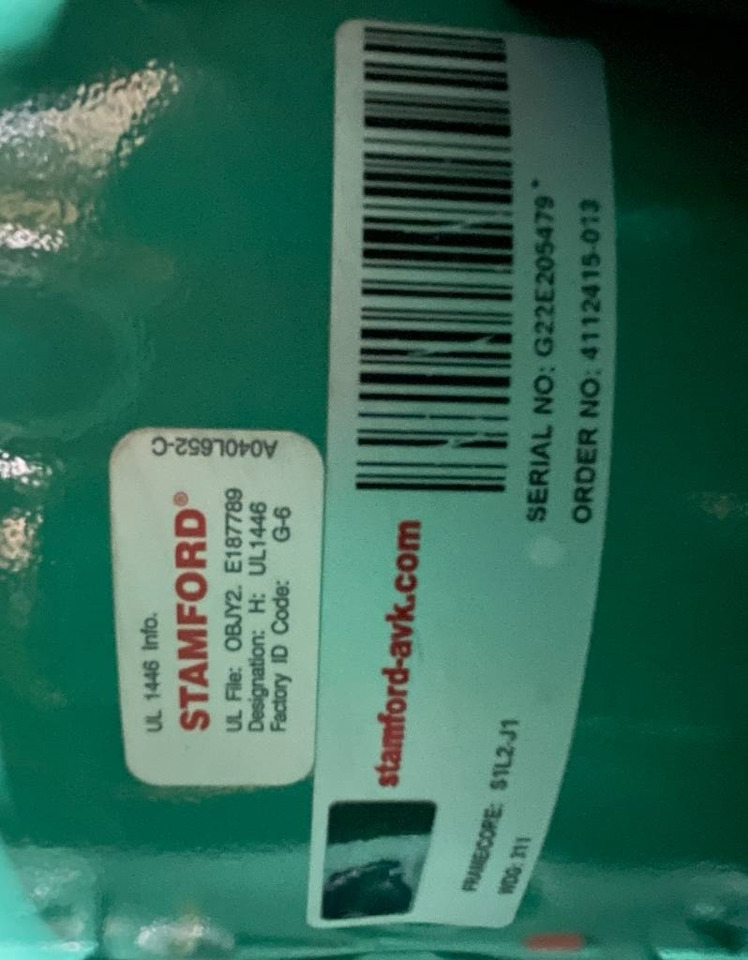 UL 1446 Info.
STAMFORD®
UL File: OBJY2. E187789
Designation: H: UL1446
Factory ID Code: G-6
A040L652-C
stamford-avk.com
FRAME/CORE: S1L2-J1
WDG: 311
SERIAL NO: G22E205479*
ORDER NO: 4112415-013